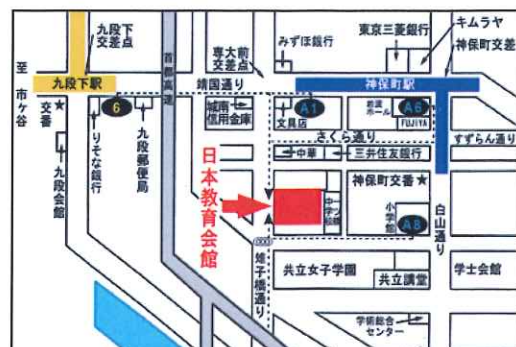 九段下
交差点
首都高速
専大前
交差点
みずほ銀行
東京三菱銀行
キムラヤ
神保町交差点
至
市ヶ谷
九段下駅
靖国通り
神保町駅
交番★
6
城南
信用金庫
A1
文具店
岩波
ホール
A6
FUJIYA
さくら通り
すずらん通り
九段会館
りそな銀行
九段郵便局
中華
三井住友銀行
日本教育会館
一ツ橋
中学校
神保町交番★
小学館
A8
白山通り
雉子橋通り
共立女子学園
共立講堂
学士会館
学術総合
センター